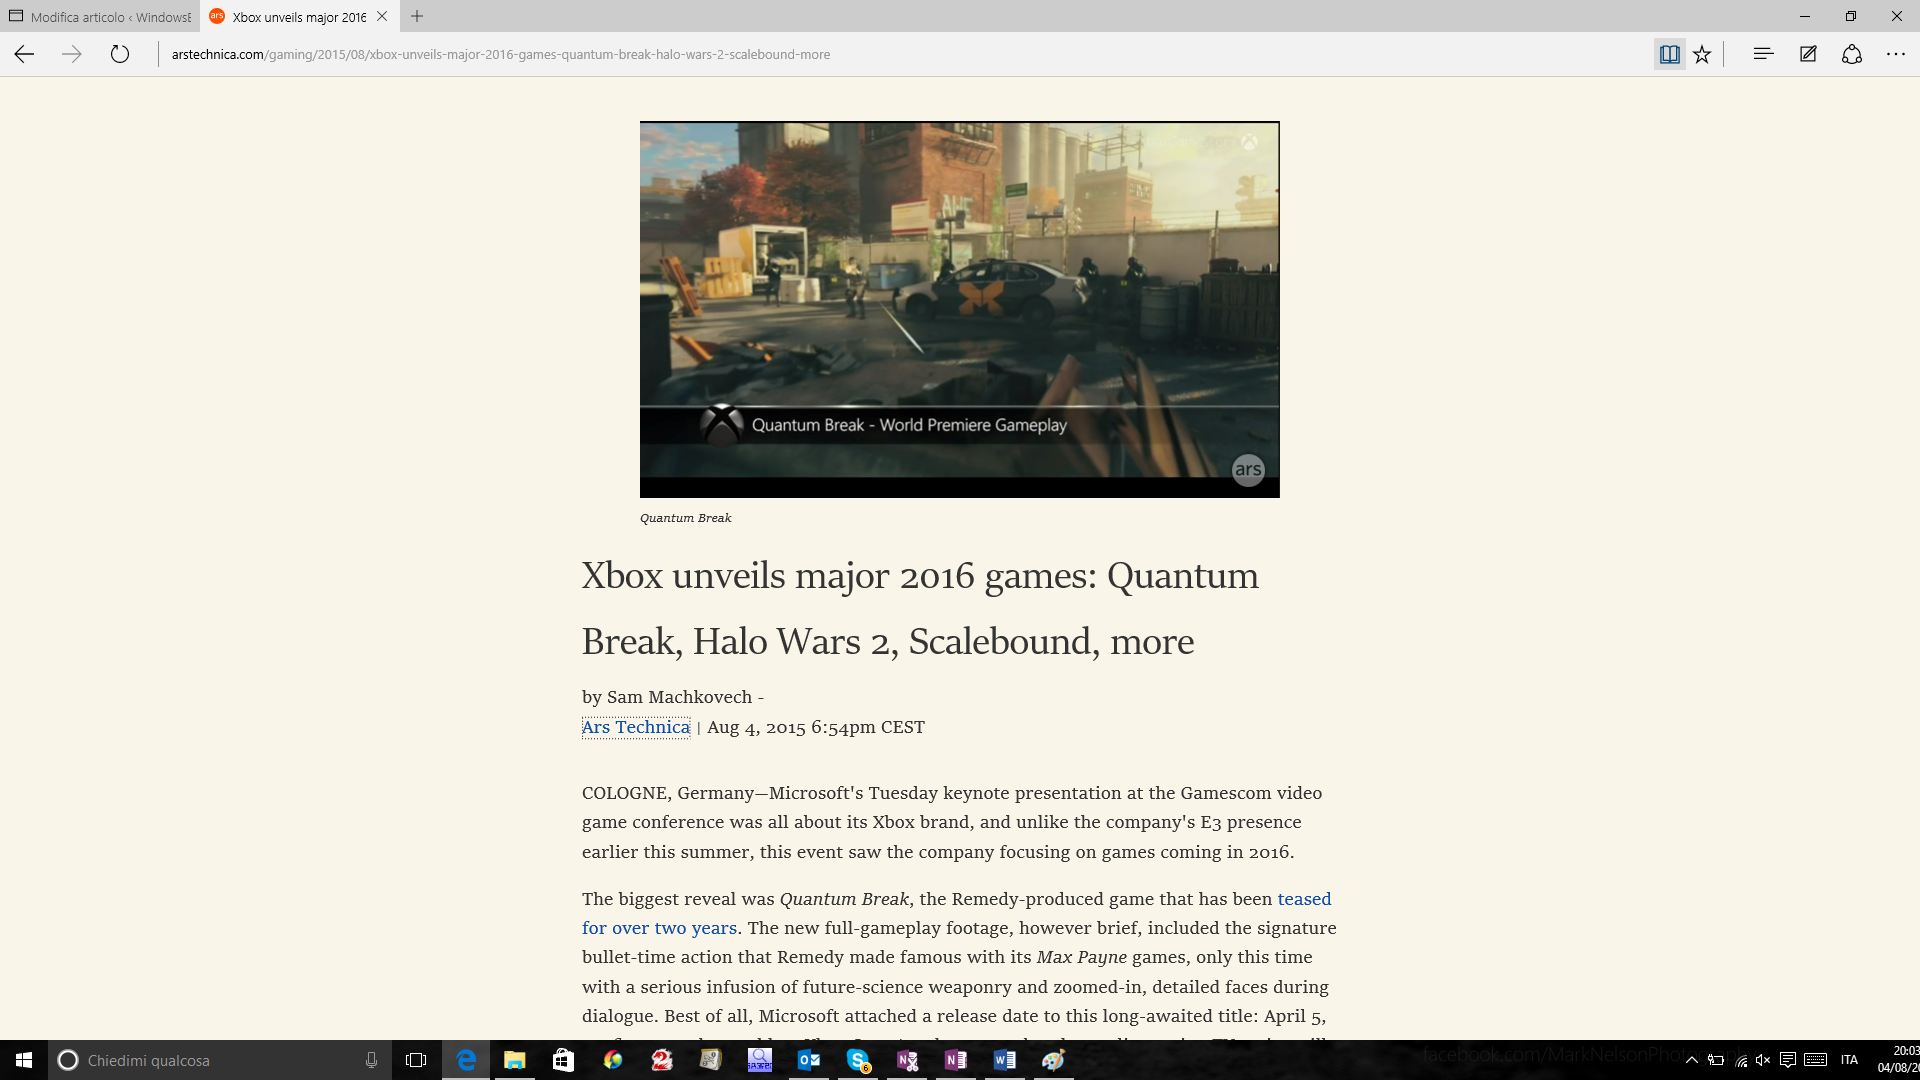 Modifica articolo ‹ WindowsE
ars
Xbox unveils major 2016
arstechnica.com/gaming/2015/08/xbox-unveils-major-2016-games-quantum-break-halo-wars-2-scalebound-more
Quantum Break - World Premiere Gameplay
ars
Quantum Break
Xbox unveils major 2016 games: Quantum
Break, Halo Wars 2, Scalebound, more
by Sam Machkovech -
Ars Technica | Aug 4, 2015 6:54pm CEST
COLOGNE, Germany—Microsoft's Tuesday keynote presentation at the Gamescom video
game conference was all about its Xbox brand, and unlike the company's E3 presence
earlier this summer, this event saw the company focusing on games coming in 2016.
The biggest reveal was Quantum Break, the Remedy-produced game that has been teased
for over two years. The new full-gameplay footage, however brief, included the signature
bullet-time action that Remedy made famous with its Max Payne games, only this time
with a serious infusion of future-science weaponry and zoomed-in, detailed faces during
dialogue. Best of all, Microsoft attached a release date to this long-awaited title: April 5,
Chiedimi qualcosa
6
facebook.com/MarkNelsonPho
ITA
20:03
04/08/20